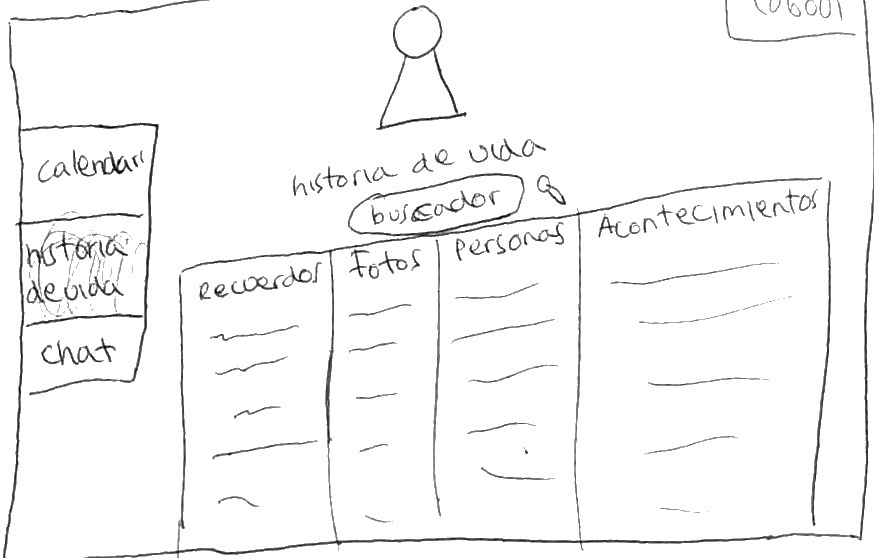 calendari
historia
de vida
chat
historia de vida
buscador
Recuerdos
Fotos
Personas
Acontecimientos